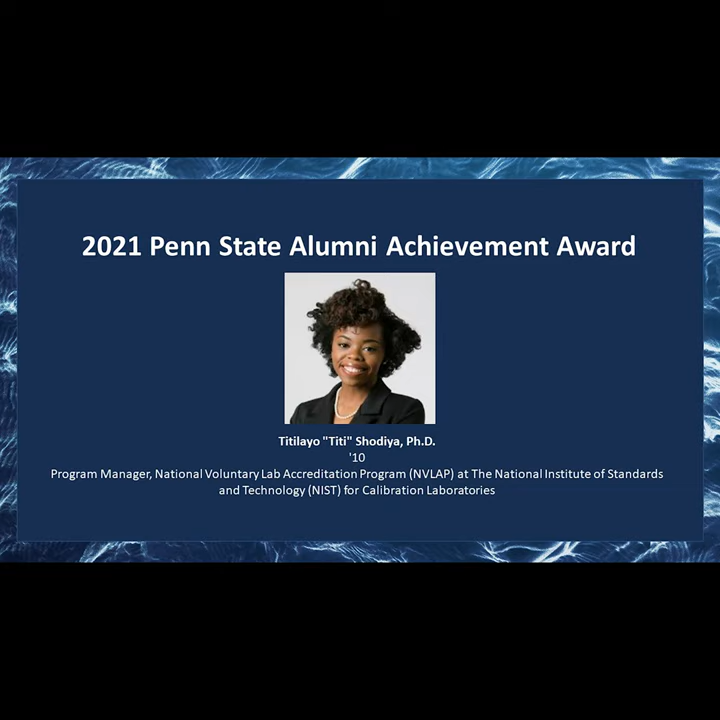 2021 Penn State Alumni Achievement Award
Titilayo "Titi" Shodiya, Ph.D.
'10
Program Manager, National Voluntary Lab Accreditation Program (NVLAP) at The National Institute of Standards
and Technology (NIST) for Calibration Laboratories